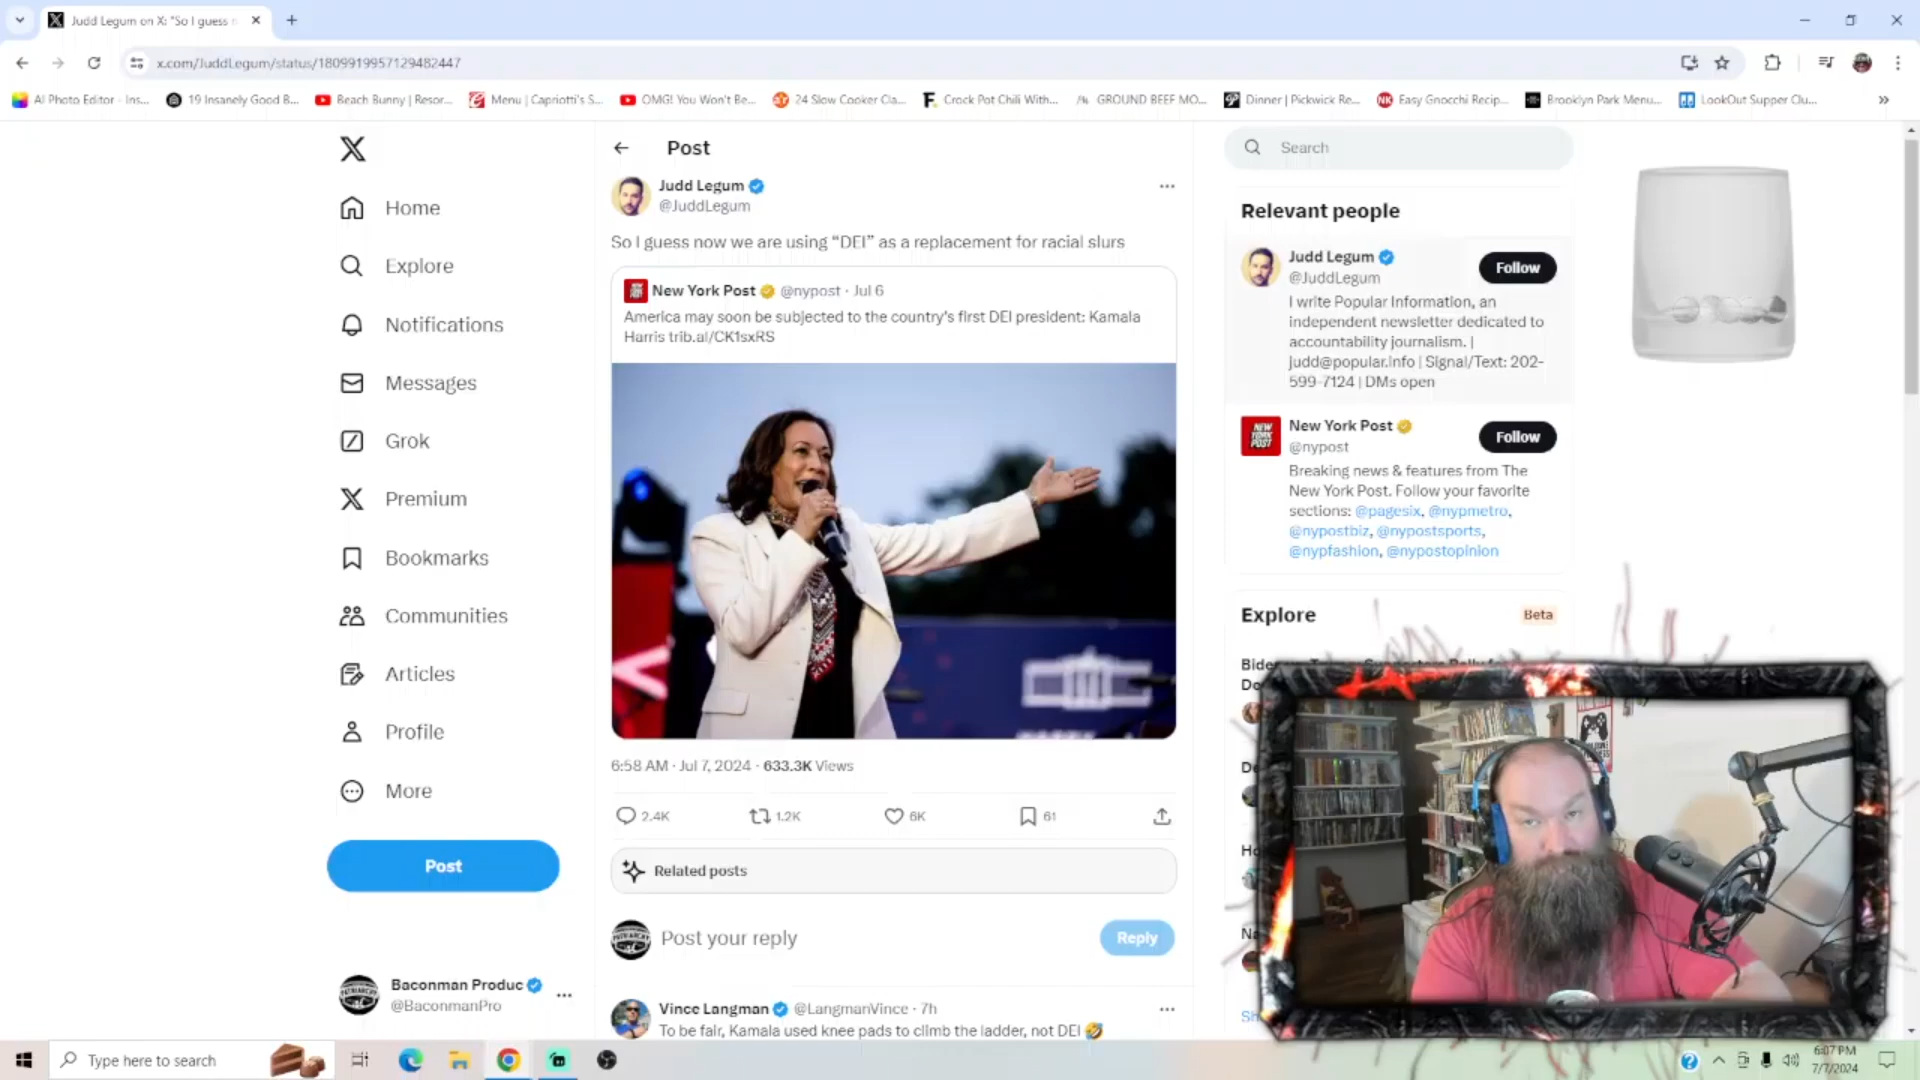 Judd Legum on X: "So I guess n
x.com/JuddLegum/status/1809919957129482447
AI Photo Editor - Ins...
19 Insanely Good B...
Beach Bunny | Resor...
Menu | Capriotti's S...
OMG! You Won't Be...
24 Slow Cooker Cla...
Crock Pot Chili With...
GROUND BEEF MO...
Dinner | Pickwick Re...
Easy Gnocchi Recip...
Brooklyn Park Menu...
LookOut Supper Clu...
Home
Explore
Notifications
Messages
Grok
Premium
Bookmarks
Communities
Articles
Profile
More
Post
Baconman Produc
@BaconmanPro
Post
Judd Legum
@JuddLegum
So I guess now we are using “DEI” as a replacement for racial slurs
New York Post @nypost · Jul 6
America may soon be subjected to the country's first DEI president: Kamala
Harris trib.al/CK1sxRS
6:58 AM · Jul 7, 2024 · 633.3K Views
2.4K 1.2K 6K 61
Related posts
Post your reply
Reply
Vince Langman @LangmanVince · 7h
To be fair, Kamala used knee pads to climb the ladder, not DEI 🤣
Search
Relevant people
Judd Legum
@JuddLegum
Follow
I write Popular Information, an
independent newsletter dedicated to
accountability journalism. |
judd@popular.info | Signal/Text: 202-
599-7124 | DMs open
New York Post
@nypost
Follow
NEW
YORK
POST
Breaking news & features from The
New York Post. Follow your favorite
sections: @pagesix, @nypmetro,
@nypostbiz, @nypostsports,
@nypfashion, @nypostopinion
Explore
Beta
Type here to search
6:07 PM
7/7/2024